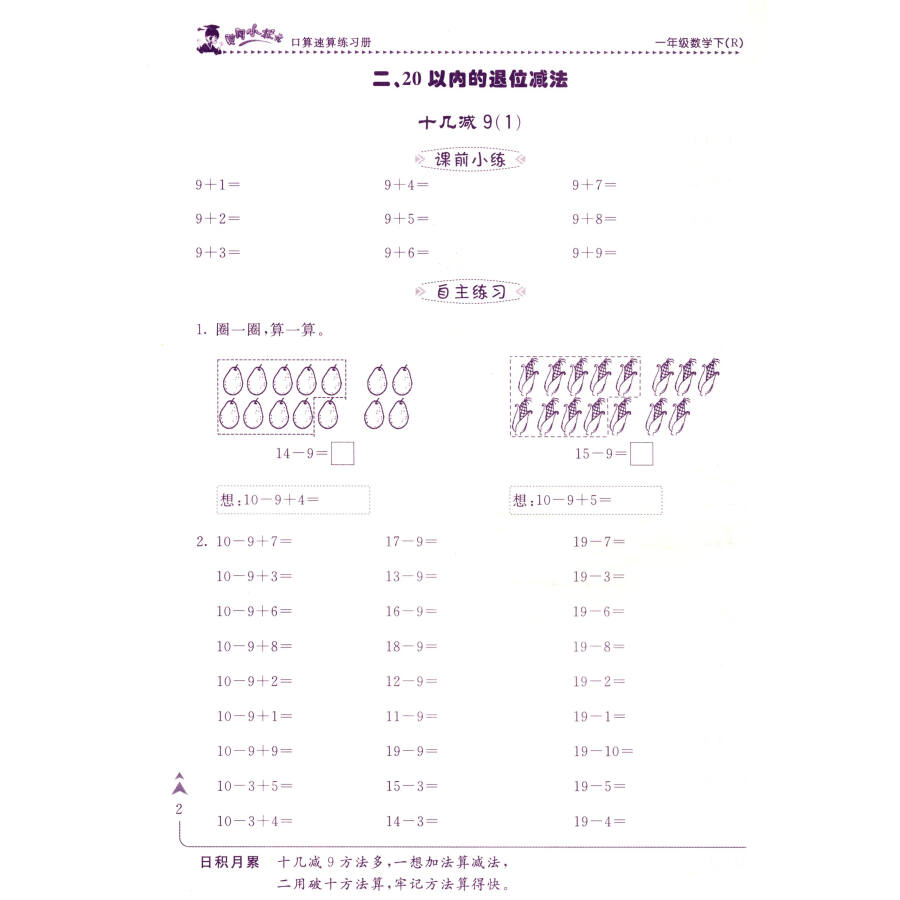 黄冈小状元 口算速算练习册 一年级数学下(R)
二、20以内的退位减法
十几减9(1)
课前小练
9+1= 9+4= 9+7=
9+2= 9+5= 9+8=
9+3= 9+6= 9+9=
自主练习
1. 圈一圈,算一算。
14-9= 15-9=
想:10-9+4= 想:10-9+5=
2. 10-9+7= 17-9= 19-7=
10-9+3= 13-9= 19-3=
10-9+6= 16-9= 19-6=
10-9+8= 18-9= 19-8=
10-9+2= 12-9= 19-2=
10-9+1= 11-9= 19-1=
10-9+9= 19-9= 19-10=
10-3+5= 15-3= 19-5=
10-3+4= 14-3= 19-4=
2
日积月累 十几减9方法多,一想加法算减法,
二用破十方法算,牢记方法算得快。